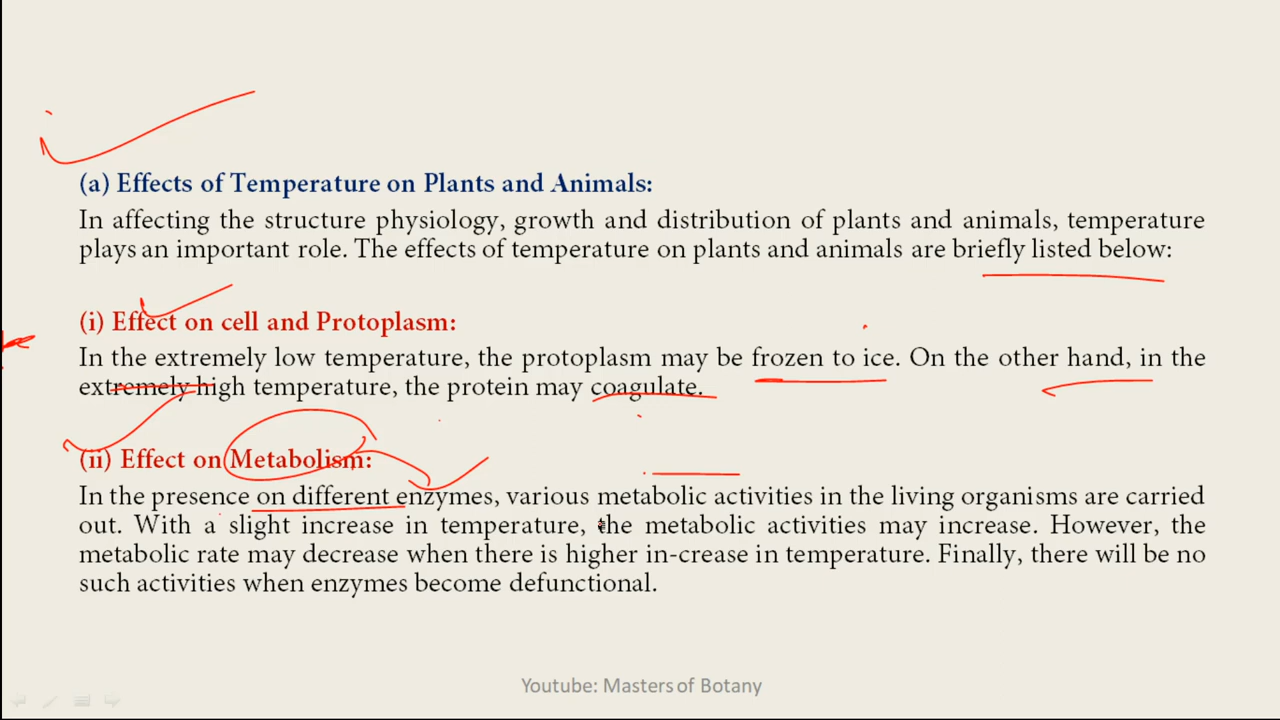 (a) Effects of Temperature on Plants and Animals:
In affecting the structure physiology, growth and distribution of plants and animals, temperature
plays an important role. The effects of temperature on plants and animals are briefly listed below:
(i) Effect on cell and Protoplasm:
In the extremely low temperature, the protoplasm may be frozen to ice. On the other hand, in the
extremely high temperature, the protein may coagulate.
(ii) Effect on Metabolism:
In the presence on different enzymes, various metabolic activities in the living organisms are carried
out. With a slight increase in temperature, the metabolic activities may increase. However, the
metabolic rate may decrease when there is higher in-crease in temperature. Finally, there will be no
such activities when enzymes become defunctional.
Youtube: Masters of Botany